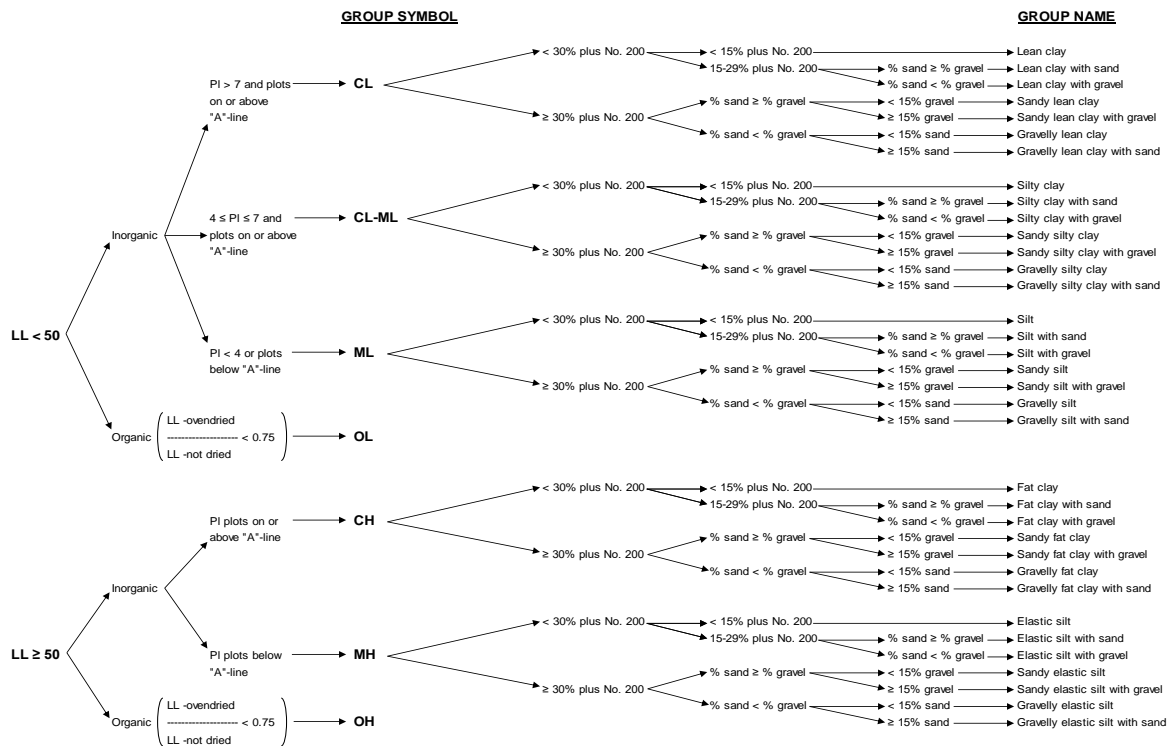 GROUP SYMBOL
GROUP NAME
LL < 50
Inorganic
PI > 7 and plots
on or above
"A"-line
CL
< 30% plus No. 200
< 15% plus No. 200
Lean clay
15-29% plus No. 200
% sand ≥ % gravel
Lean clay with sand
% sand < % gravel
Lean clay with gravel
≥ 30% plus No. 200
% sand ≥ % gravel
< 15% gravel
Sandy lean clay
≥ 15% gravel
Sandy lean clay with gravel
% sand < % gravel
< 15% sand
Gravelly lean clay
≥ 15% sand
Gravelly lean clay with sand
4 ≤ PI ≤ 7 and
plots on or above
"A"-line
CL-ML
< 30% plus No. 200
< 15% plus No. 200
Silty clay
15-29% plus No. 200
% sand ≥ % gravel
Silty clay with sand
% sand < % gravel
Silty clay with gravel
≥ 30% plus No. 200
% sand ≥ % gravel
< 15% gravel
Sandy silty clay
≥ 15% gravel
Sandy silty clay with gravel
% sand < % gravel
< 15% sand
Gravelly silty clay
≥ 15% sand
Gravelly silty clay with sand
PI < 4 or plots
below "A"-line
ML
< 30% plus No. 200
< 15% plus No. 200
Silt
15-29% plus No. 200
% sand ≥ % gravel
Silt with sand
% sand < % gravel
Silt with gravel
≥ 30% plus No. 200
% sand ≥ % gravel
< 15% gravel
Sandy silt
≥ 15% gravel
Sandy silt with gravel
% sand < % gravel
< 15% sand
Gravelly silt
≥ 15% sand
Gravelly silt with sand
Organic
LL -ovendried
-------------------- < 0.75
LL -not dried
OL
LL ≥ 50
Inorganic
PI plots on or
above "A"-line
CH
< 30% plus No. 200
< 15% plus No. 200
Fat clay
15-29% plus No. 200
% sand ≥ % gravel
Fat clay with sand
% sand < % gravel
Fat clay with gravel
≥ 30% plus No. 200
% sand ≥ % gravel
< 15% gravel
Sandy fat clay
≥ 15% gravel
Sandy fat clay with gravel
% sand < % gravel
< 15% sand
Gravelly fat clay
≥ 15% sand
Gravelly fat clay with sand
PI plots below
"A"-line
MH
< 30% plus No. 200
< 15% plus No. 200
Elastic silt
15-29% plus No. 200
% sand ≥ % gravel
Elastic silt with sand
% sand < % gravel
Elastic silt with gravel
≥ 30% plus No. 200
% sand ≥ % gravel
< 15% gravel
Sandy elastic silt
≥ 15% gravel
Sandy elastic silt with gravel
% sand < % gravel
< 15% sand
Gravelly elastic silt
≥ 15% sand
Gravelly elastic silt with sand
Organic
LL -ovendried
-------------------- < 0.75
LL -not dried
OH